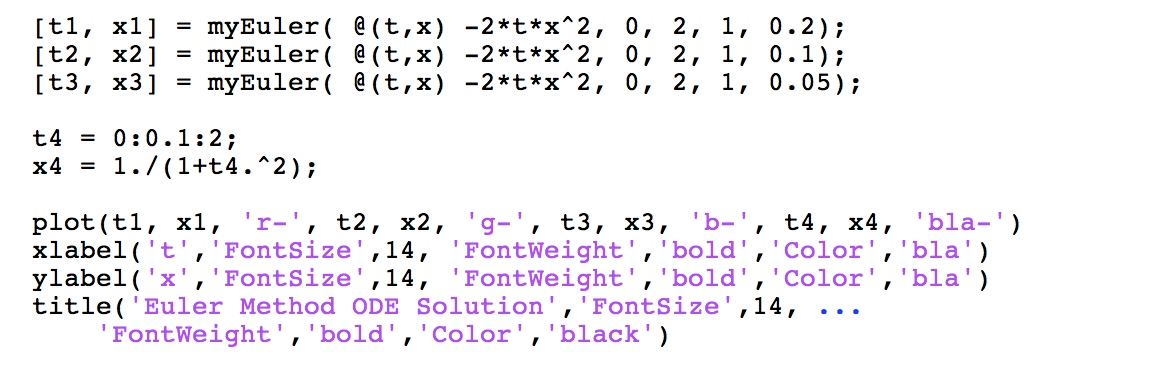 [t1, x1] = myEuler( @(t,x) -2*t*x^2, 0, 2, 1, 0.2);
[t2, x2] = myEuler( @(t,x) -2*t*x^2, 0, 2, 1, 0.1);
[t3, x3] = myEuler( @(t,x) -2*t*x^2, 0, 2, 1, 0.05);
t4 = 0:0.1:2;
x4 = 1./(1+t4.^2);
plot(t1, x1, 'r-', t2, x2, 'g-', t3, x3, 'b-', t4, x4, 'bla-')
xlabel('t','FontSize',14, 'FontWeight','bold','Color','bla')
ylabel('x','FontSize',14, 'FontWeight','bold','Color','bla')
title('Euler Method ODE Solution','FontSize',14, ...
'FontWeight','bold','Color','black')